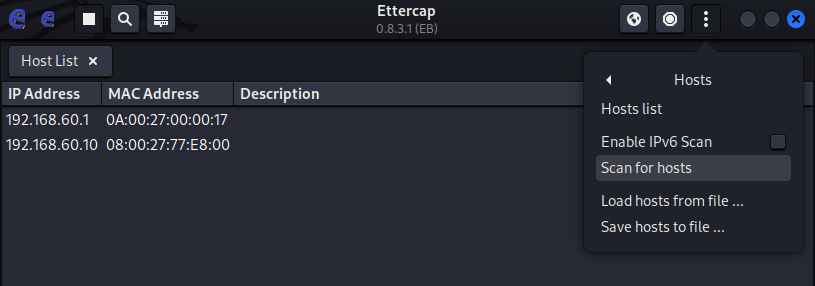 Ettercap
0.8.3.1 (EB)
Host List ×
IP Address MAC Address Description
192.168.60.1 0A:00:27:00:00:17
192.168.60.10 08:00:27:77:E8:00
Hosts
Hosts list
Enable IPv6 Scan
Scan for hosts
Load hosts from file ...
Save hosts to file ...